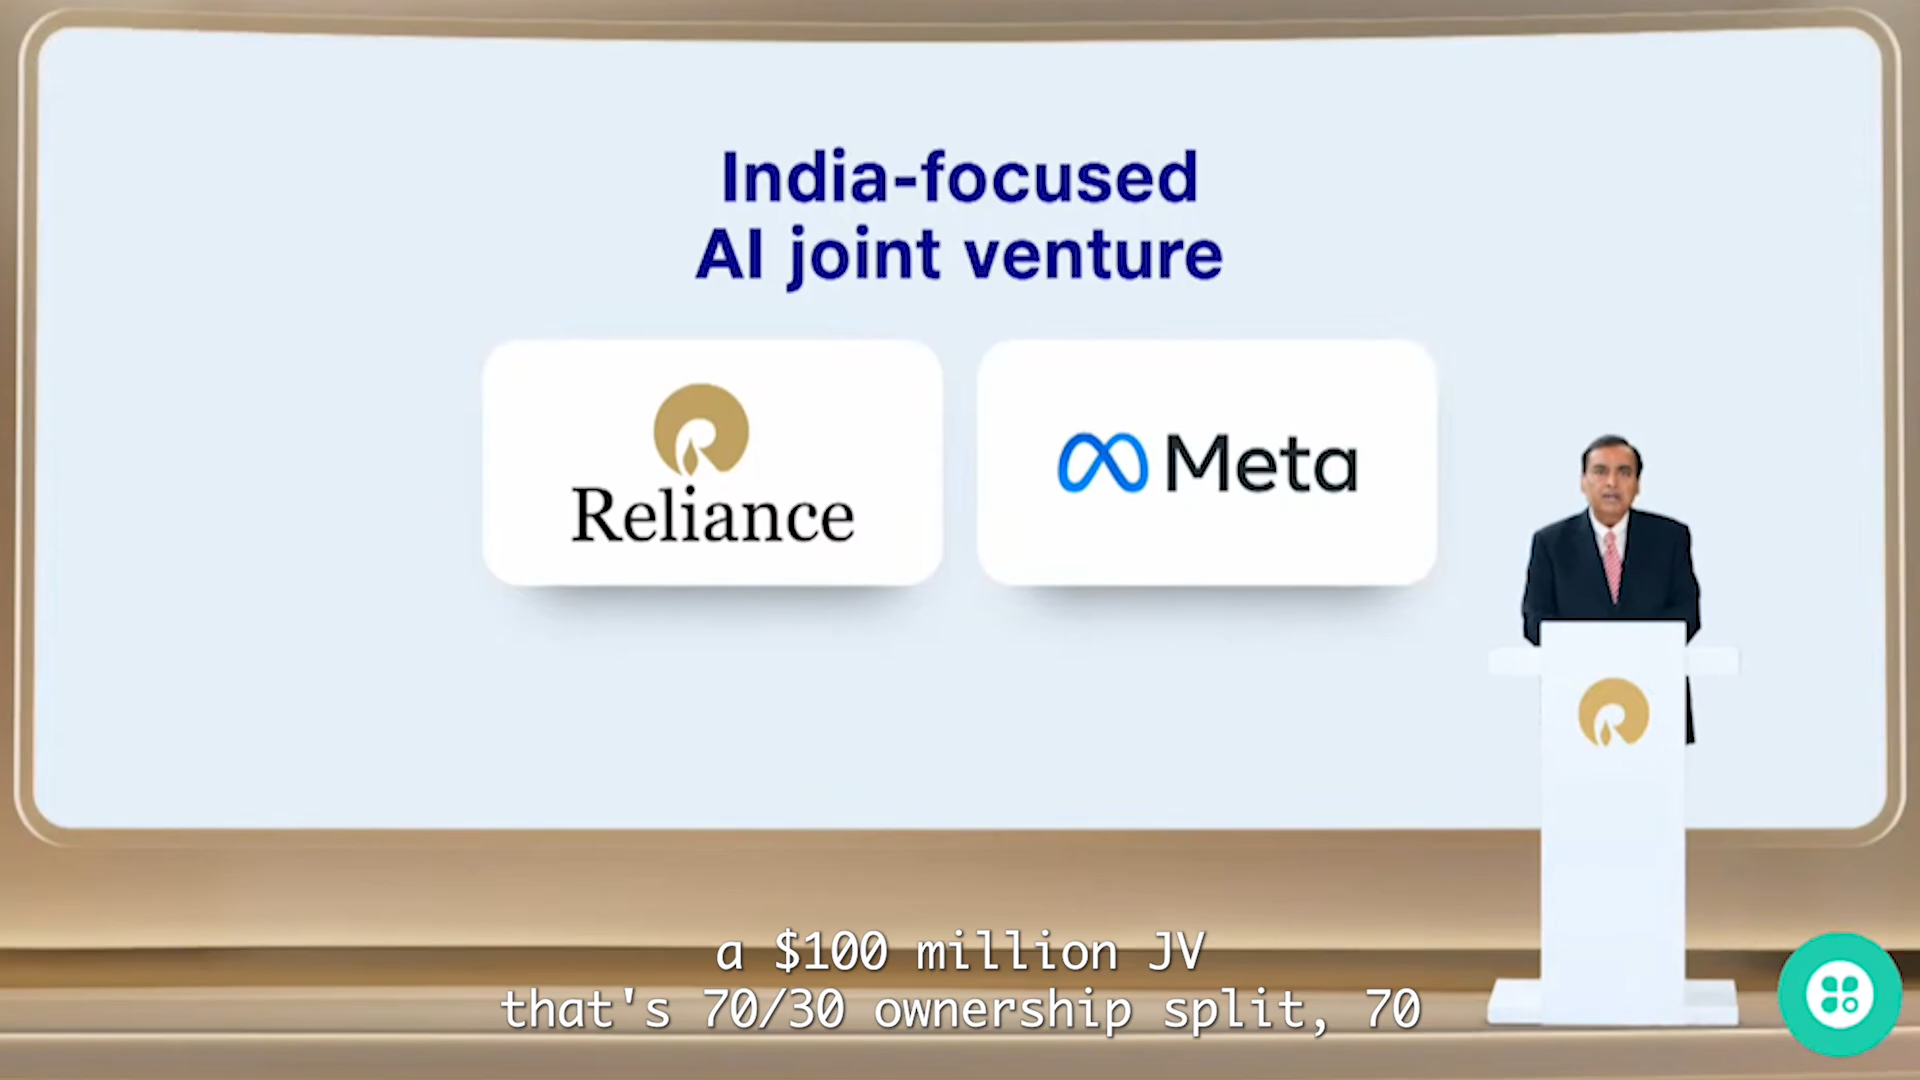 India-focused
AI joint venture
Reliance
Meta
a $100 million JV
that's 70/30 ownership split, 70